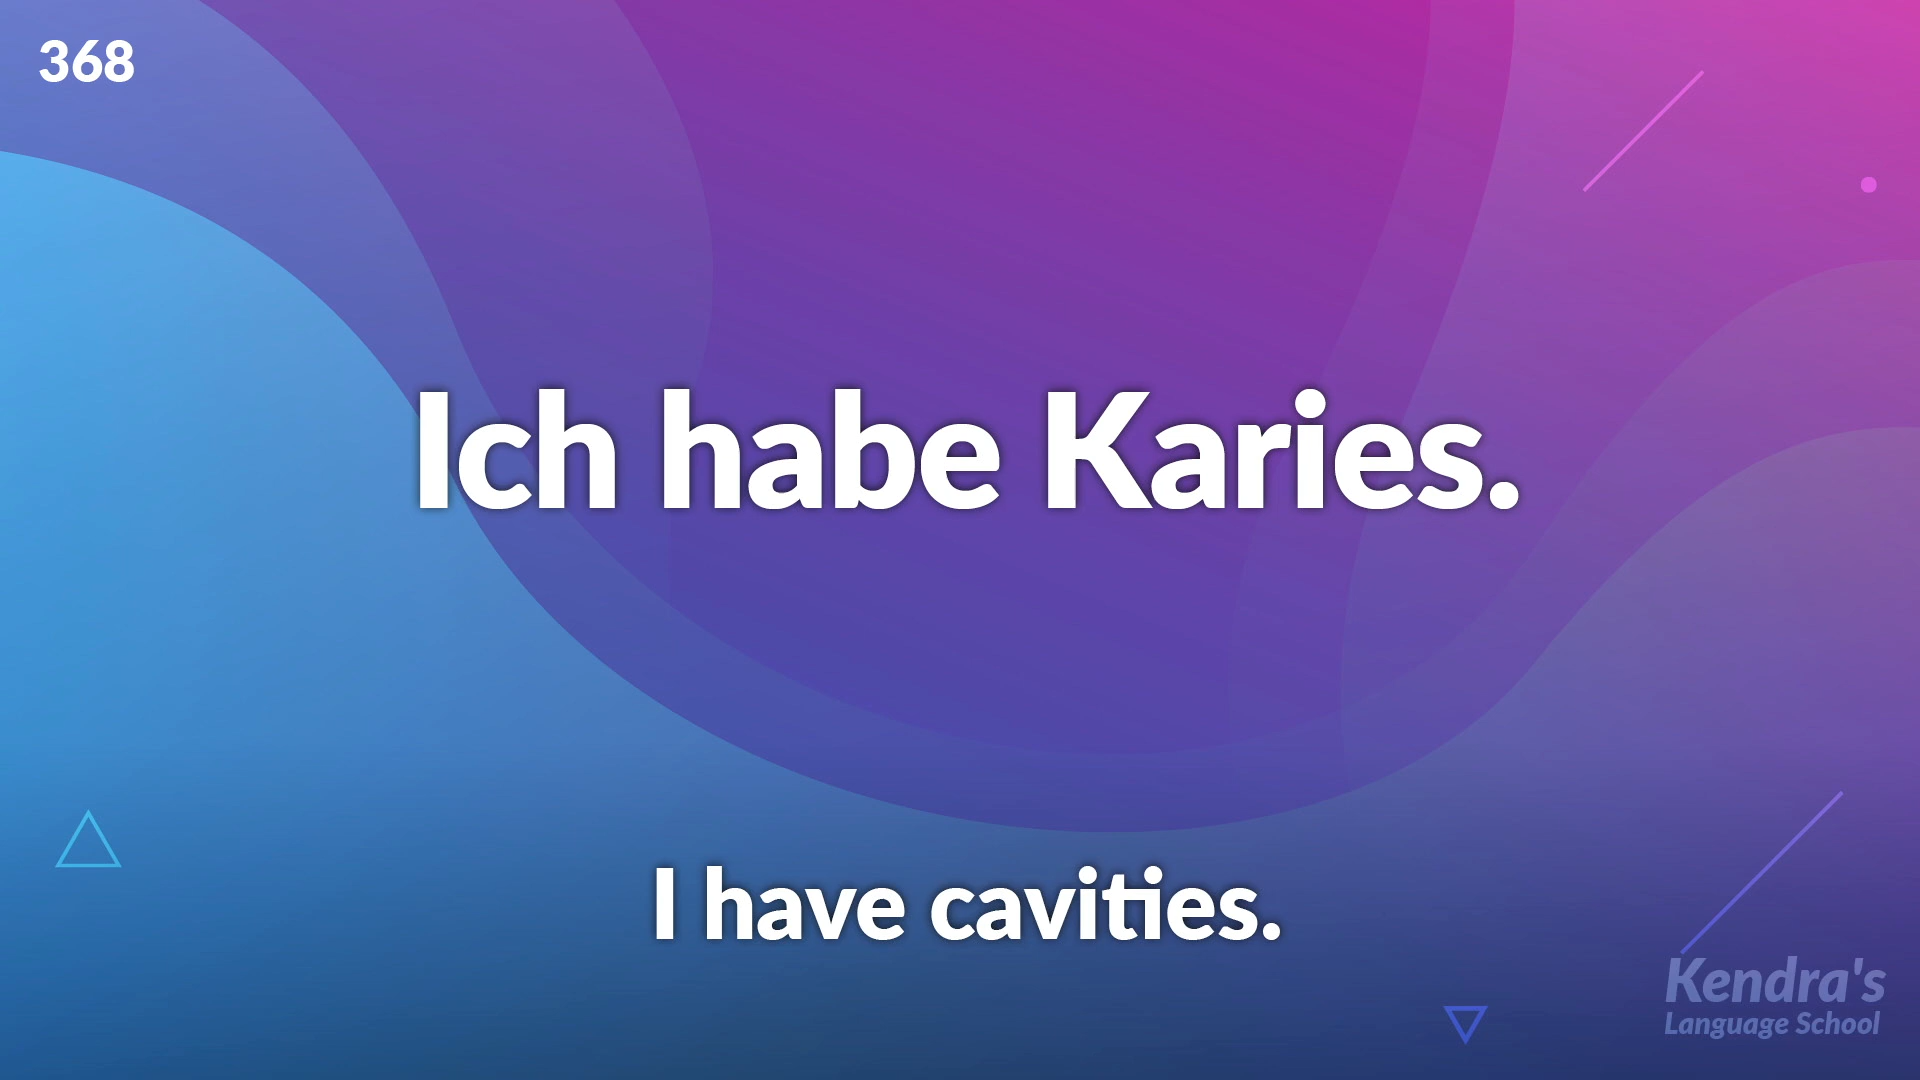 368
Ich habe Karies.
I have cavities.
Kendra's
Language School